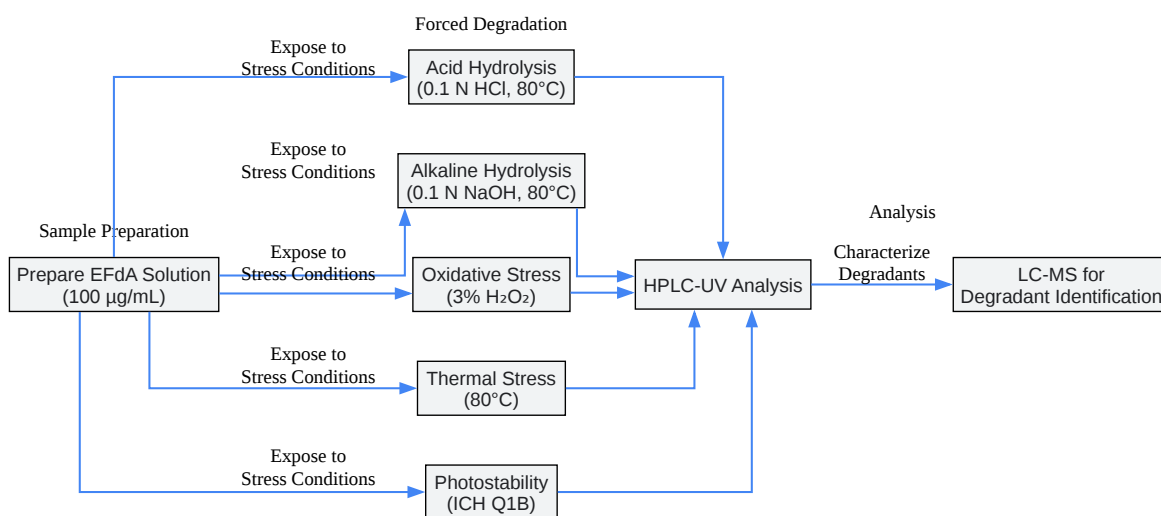 Forced Degradation
Expose to
Stress Conditions
Acid Hydrolysis
(0.1 N HCl, 80°C)
Expose to
Stress Conditions
Alkaline Hydrolysis
(0.1 N NaOH, 80°C)
Sample Preparation
Prepare EFdA Solution
(100 µg/mL)
Expose to
Stress Conditions
Oxidative Stress
(3% H₂O₂)
HPLC-UV Analysis
Analysis
Characterize
Degradants
LC-MS for
Degradant Identification
Expose to
Stress Conditions
Thermal Stress
(80°C)
Expose to
Stress Conditions
Photostability
(ICH Q1B)